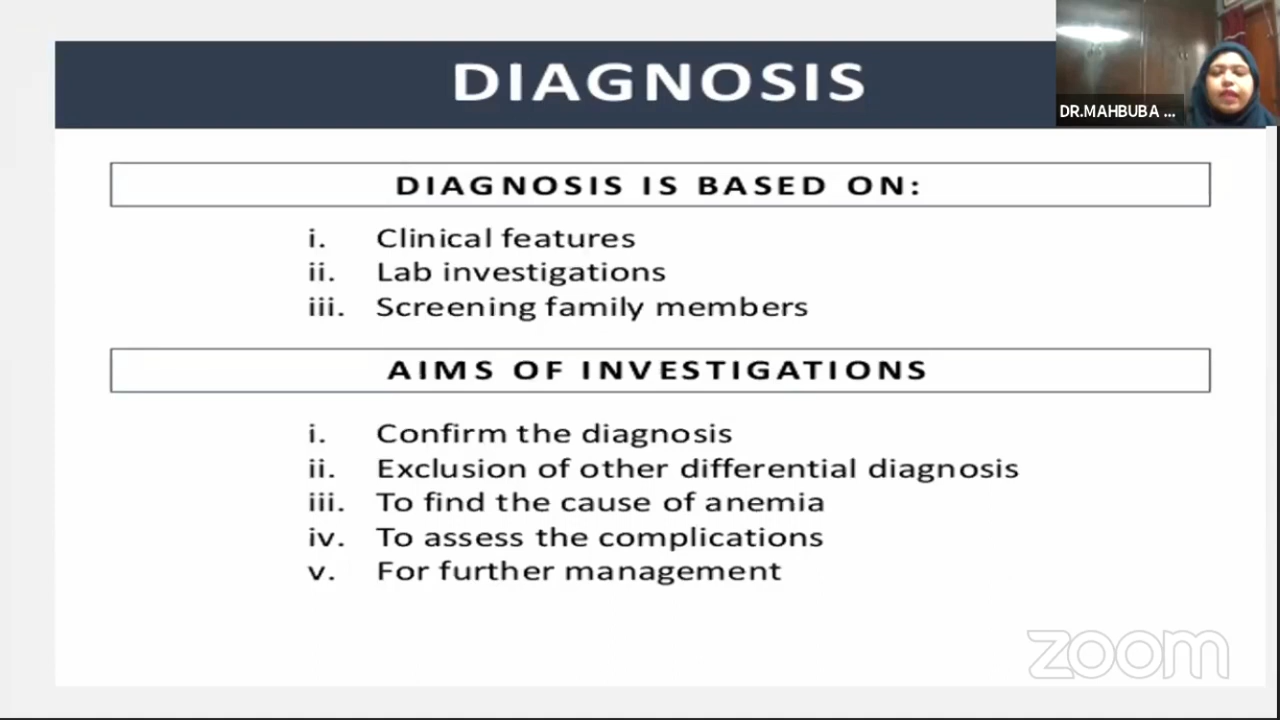 DIAGNOSIS
DR.MAHBUBA ...
DIAGNOSIS IS BASED ON:
i. Clinical features
ii. Lab investigations
iii. Screening family members
AIMS OF INVESTIGATIONS
i. Confirm the diagnosis
ii. Exclusion of other differential diagnosis
iii. To find the cause of anemia
iv. To assess the complications
v. For further management
zoom